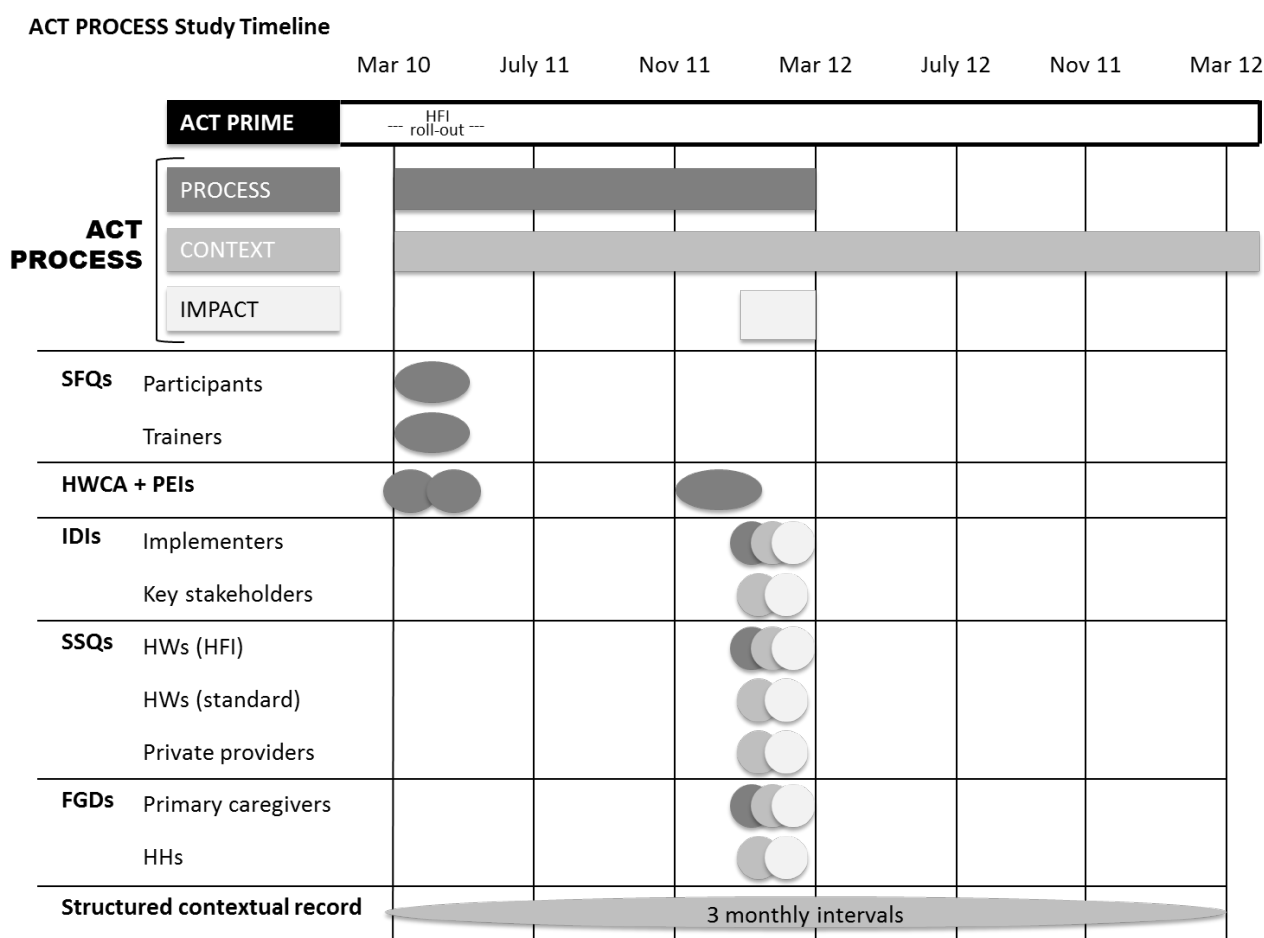 ACT PROCESS Study Timeline
Mar 10 July 11 Nov 11 Mar 12 July 12 Nov 11 Mar 12
ACT PRIME
--- HFI ---
roll-out
ACT
PROCESS
PROCESS
CONTEXT
IMPACT
SFQs Participants
Trainers
HWCA + PEIs
IDIs Implementers
Key stakeholders
SSQs HWs (HFI)
HWs (standard)
Private providers
FGDs Primary caregivers
HHs
Structured contextual record 3 monthly intervals